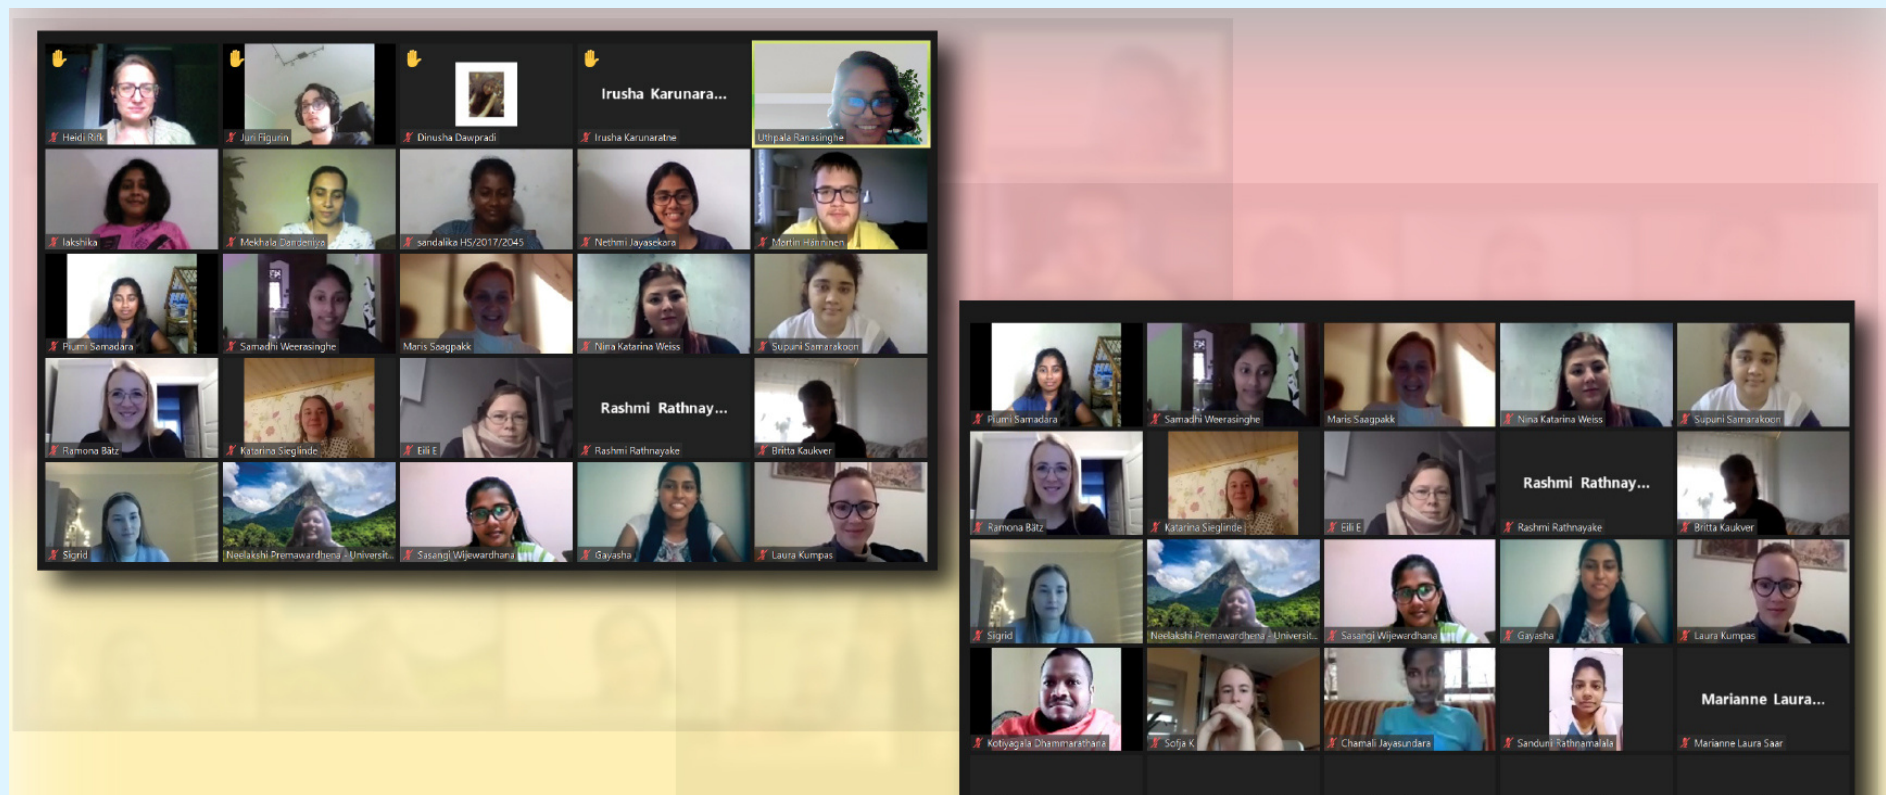 Heidi Rifk
Juri Figurin
Dinusha Dawpradi
Irusha Karunara...
Irusha Karunaratne
Uthpala Ranasinghe
lakshika
Mekhala Dandeniya
sandalika HS/2017/2045
Nethmi Jayasekara
Martin Hanninen
Piumi Samadara
Samadhi Weerasinghe
Maris Saagpakk
Nina Katarina Weiss
Supuni Samarakoon
Ramona Bätz
Katarina Sieglinde
Eili E
Rashmi Rathnay...
Rashmi Rathnayake
Britta Kaukver
Sigrid
Neelakshi Premawardhena - Universit...
Sasangi Wijewardhana
Gayasha
Laura Kumpas
Piumi Samadara
Samadhi Weerasinghe
Maris Saagpakk
Nina Katarina Weiss
Supuni Samarakoon
Ramona Bätz
Katarina Sieglinde
Eili E
Rashmi Rathnay...
Rashmi Rathnayake
Britta Kaukver
Sigrid
Neelakshi Premawardhena - Universit...
Sasangi Wijewardhana
Gayasha
Laura Kumpas
Kotiyagala Dhammarathana
Sofja K
Chamali Jayasundara
Sanduni Rathnamalala
Marianne Laura...
Marianne Laura Saar